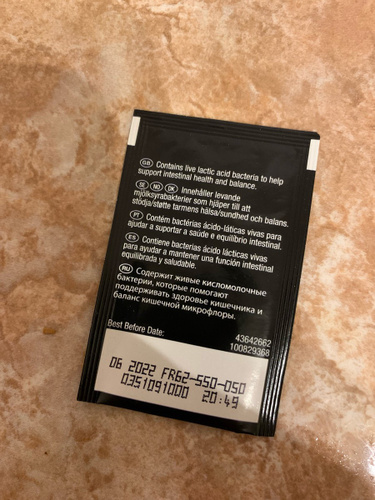 GB Contains live lactic acid bacteria to help
support intestinal health and balance.
SE NO DK Innehåller levande
mjölksyrabakterier som hjälper till att
stödja/støtte tarmens hälsa/sundhed och balans.
PT Contém bactérias ácido-láticas vivas para
ajudar a suportar a saúde e equilíbrio intestinal.
ES Contiene bacterias ácido lácticas vivas
para ayudar a mantener una función intestinal
equilibrada y saludable.
RU Содержит живые кисломолочные
бактерии, которые помогают
поддерживать здоровье кишечника и
баланс кишечной микрофлоры.
Best Before Date:
43642662
100829368
06 2022 FR62-550-050
0351091000 20:49